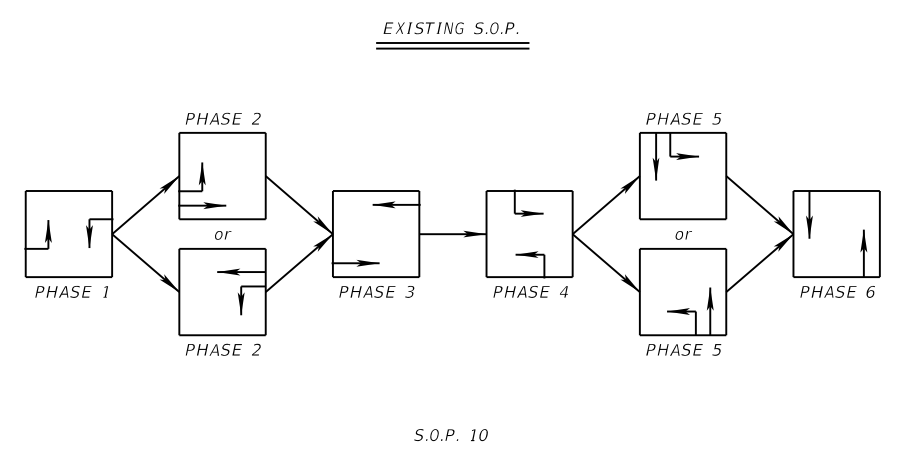 EXISTING S.O.P.
PHASE 2
PHASE 5
or
or
PHASE 1
PHASE 3
PHASE 4
PHASE 6
PHASE 2
PHASE 5
S.O.P. 10